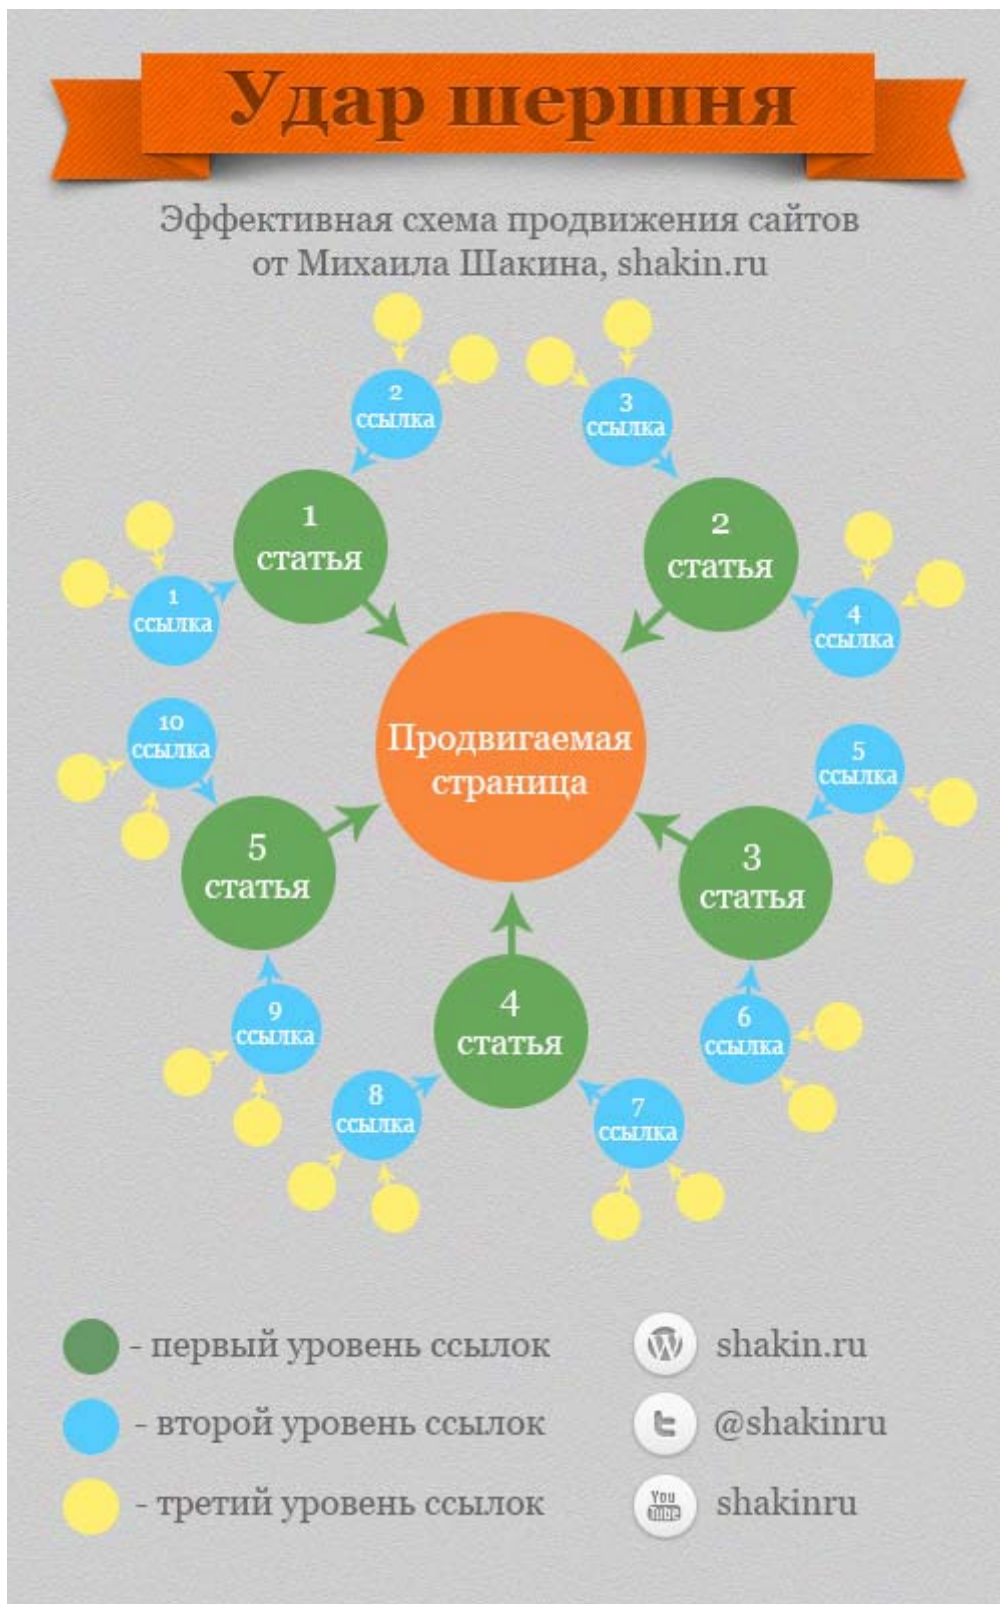 Удар шершня
Эффективная схема продвижения сайтов
от Михаила Шакина, shakin.ru
2
ссылка
3
ссылка
1
статья
2
статья
1
ссылка
4
ссылка
10
ссылка
Продвигаемая
страница
5
ссылка
5
статья
3
статья
9
ссылка
4
статья
6
ссылка
8
ссылка
7
ссылка
- первый уровень ссылок
shakin.ru
- второй уровень ссылок
@shakinru
- третий уровень ссылок
You
Tube
shakinru